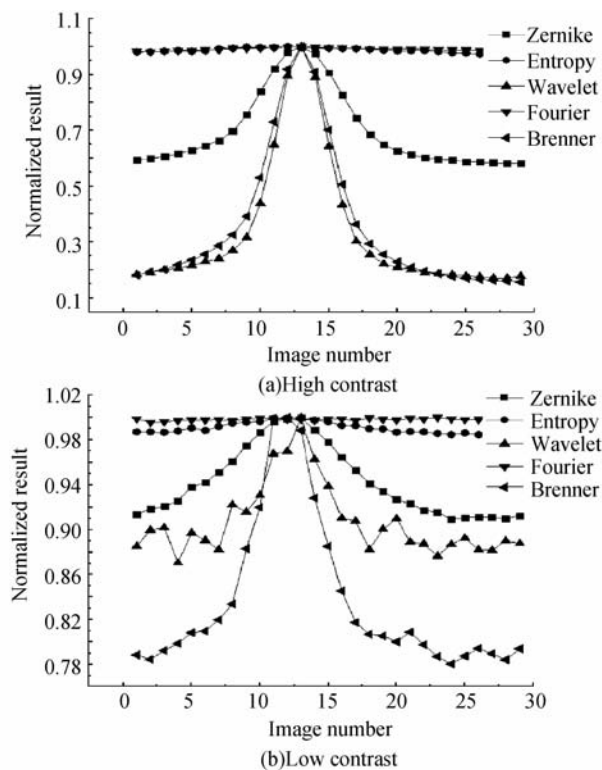 1.1
0.9
0.7
0.5
0.3
0.1
Normalized result
Zernike
Entropy
Wavelet
Fourier
Brenner
0 5 10 15 20 25 30
Image number
(a)High contrast
1.02
0.98
0.94
0.90
0.86
0.82
0.78
Normalized result
Zernike
Entropy
Wavelet
Fourier
Brenner
0 5 10 15 20 25 30
Image number
(b)Low contrast